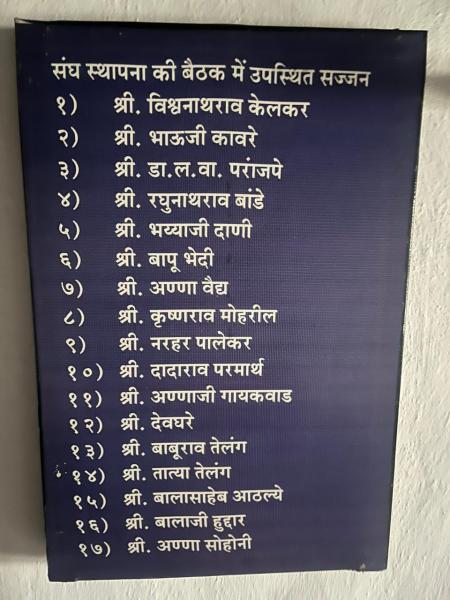 संघ स्थापना की बैठक में उपस्थित सज्जन
१) श्री. विश्वनाथराव केलकर
२) श्री. भाऊजी कावरे
३) श्री. डा.ल.वा. परांजपे
४) श्री. रघुनाथराव बांडे
५) श्री. भय्याजी दाणी
६) श्री. बापू भेदी
७) श्री. अण्णा वैद्य
८) श्री. कृष्णराव मोहरील
९) श्री. नरहर पालेकर
१०) श्री. दादाराव परमार्थ
११) श्री. अण्णाजी गायकवाड
१२) श्री. देवघरे
१३) श्री. बाबूराव तेलंग
१४) श्री. तात्या तेलंग
१५) श्री. बालासाहेब आठल्ये
१६) श्री. बालाजी हुद्दार
१७) श्री. अण्णा सोहोनी